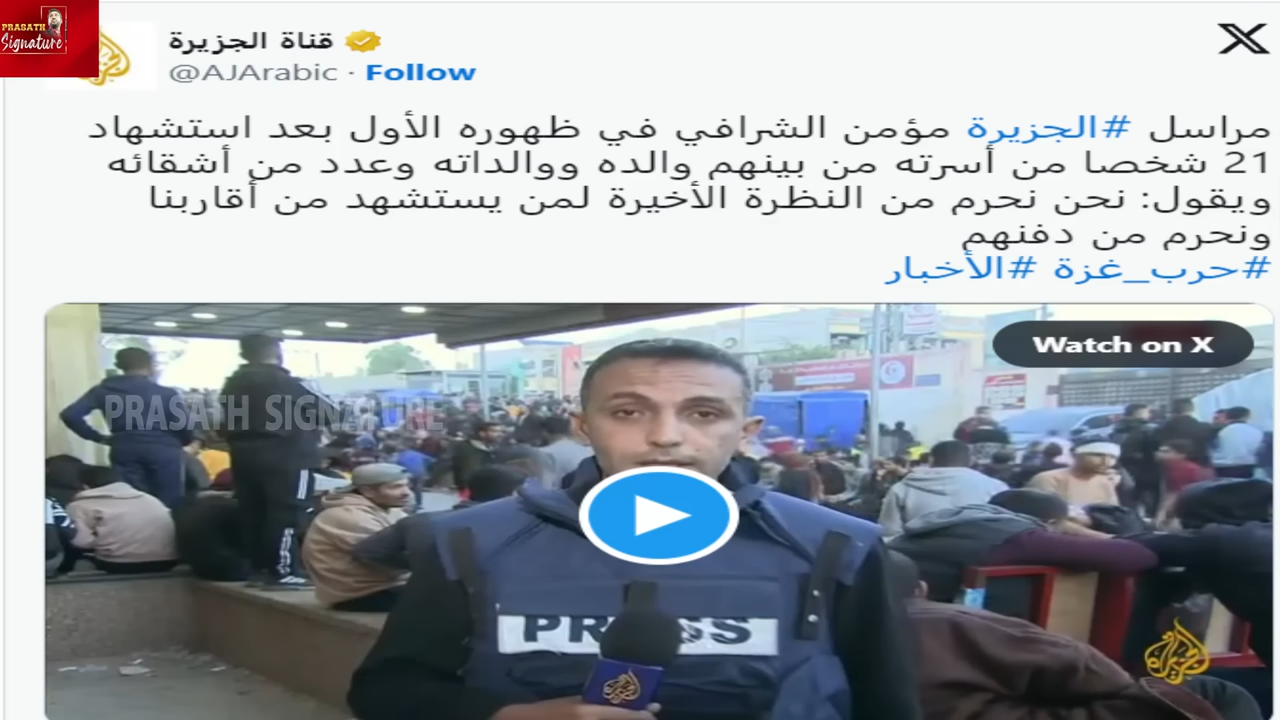 PRASATH
Signature
قناة الجزيرة
@AJArabic · Follow
مراسل #الجزيرة مؤمن الشرافي في ظهوره الأول بعد استشهاد
21 شخصا من أسرته من بينهم والده ووالداته وعدد من أشقائه
ويقول: نحن نحرم من النظرة الأخيرة لمن يستشهد من أقاربنا
ونحرم من دفنهم
#حرب_غزة #الأخبار
Watch on X
PRASATH SIGNATURE
PRESS
الجزيرة